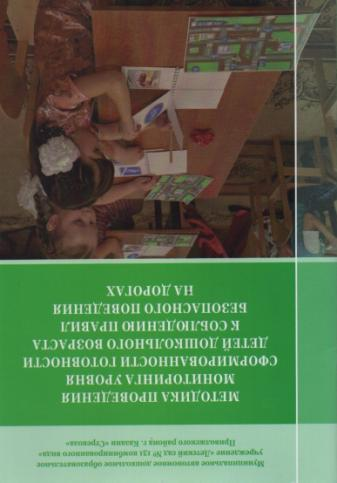 Муниципальное автономное дошкольное образовательное
учреждение «Детский сад № 131 комбинированного вида»
Приволжского района г. Казани «Стрекоза»
МЕТОДИКА ПРОВЕДЕНИЯ
МОНИТОРИНГА УРОВНЯ
СФОРМИРОВАННОСТИ ГОТОВНОСТИ
ДЕТЕЙ ДОШКОЛЬНОГО ВОЗРАСТА
К СОБЛЮДЕНИЮ ПРАВИЛ
БЕЗОПАСНОГО ПОВЕДЕНИЯ
НА ДОРОГАХ